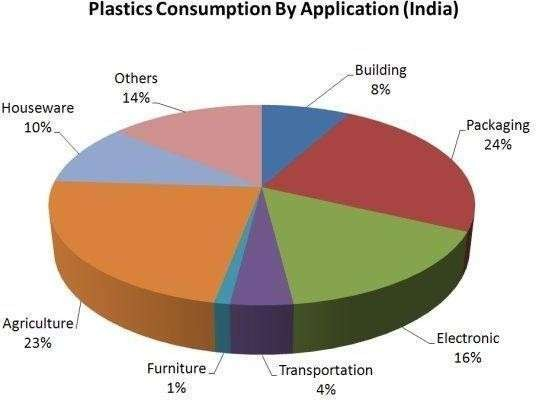 Plastics Consumption By Application (India)
Building
8%
Packaging
24%
Electronic
16%
Transportation
4%
Furniture
1%
Agriculture
23%
Houseware
10%
Others
14%